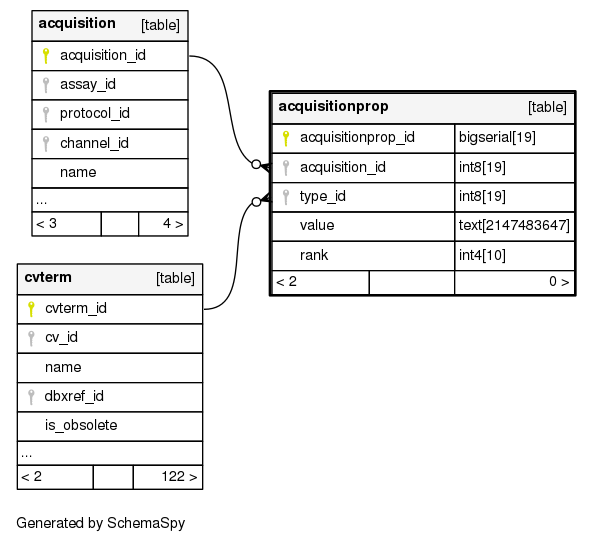 acquisition [table]
acquisition_id
assay_id
protocol_id
channel_id
name
...
< 3 4 >
acquisitionprop [table]
acquisitionprop_id bigserial[19]
acquisition_id int8[19]
type_id int8[19]
value text[2147483647]
rank int4[10]
< 2 0 >
cvterm [table]
cvterm_id
cv_id
name
dbxref_id
is_obsolete
...
< 2 122 >
Generated by SchemaSpy